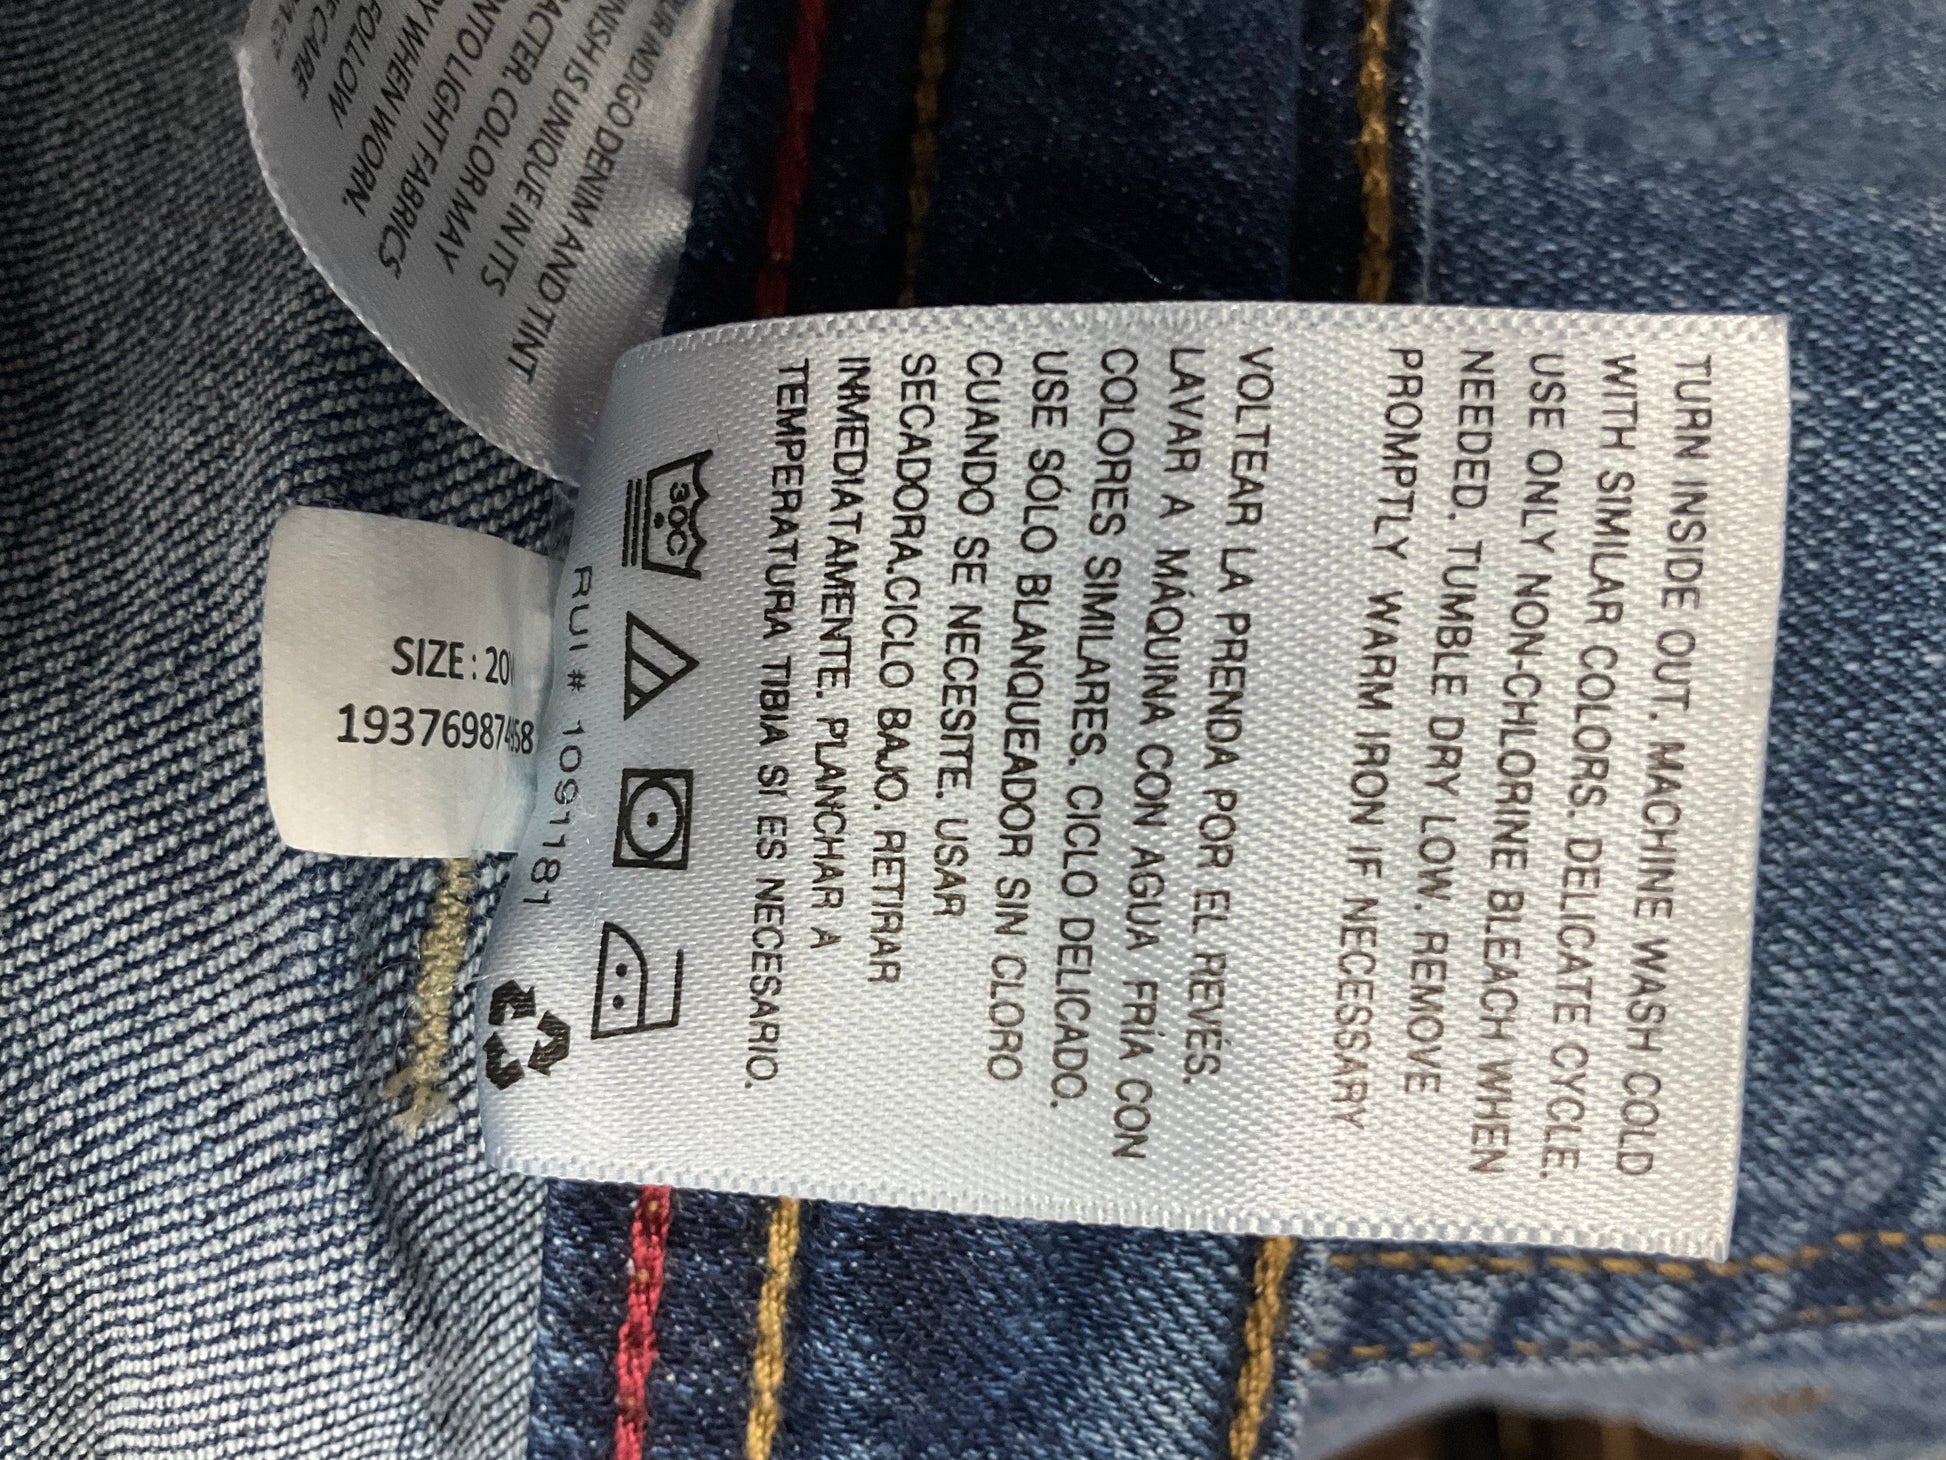 TURN INSIDE OUT. MACHINE WASH COLD
WITH SIMILAR COLORS. DELICATE CYCLE.
USE ONLY NON-CHLORINE BLEACH WHEN
NEEDED. TUMBLE DRY LOW. REMOVE
PROMPTLY WARM IRON IF NECESSARY
VOLTEAR LA PRENDA POR EL REVÉS.
LAVAR A MÁQUINA CON AGUA FRÍA CON
COLORES SIMILARES. CICLO DELICADO.
USE SÓLO BLANQUEADOR SIN CLORO
CUANDO SE NECESITE. USAR
SECADORA.CICLO BAJO. RETIRAR
INMEDIATAMENTE. PLANCHAR A
TEMPERATURA TIBIA SI ES NECESARIO.
30C
RUI # 1091181
SIZE : 20
INDIGO DENIM AND TINT
IS UNIQUE IN ITS
COLOR MAY
ONTO LIGHT FABRICS
WHEN WORN.
FOLLOW
CARE